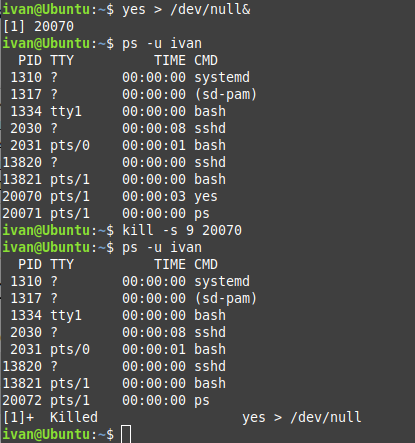 ivan@Ubuntu:~$ yes > /dev/null&
[1] 20070
ivan@Ubuntu:~$ ps -u ivan
  PID TTY          TIME CMD
 1310 ?        00:00:00 systemd
 1317 ?        00:00:00 (sd-pam)
 1334 tty1     00:00:00 bash
 2030 ?        00:00:08 sshd
 2031 pts/0    00:00:01 bash
13820 ?        00:00:00 sshd
13821 pts/1    00:00:00 bash
20070 pts/1    00:00:03 yes
20071 pts/1    00:00:00 ps
ivan@Ubuntu:~$ kill -s 9 20070
ivan@Ubuntu:~$ ps -u ivan
  PID TTY          TIME CMD
 1310 ?        00:00:00 systemd
 1317 ?        00:00:00 (sd-pam)
 1334 tty1     00:00:00 bash
 2030 ?        00:00:08 sshd
 2031 pts/0    00:00:01 bash
13820 ?        00:00:00 sshd
13821 pts/1    00:00:00 bash
20072 pts/1    00:00:00 ps
[1]+  Killed                  yes > /dev/null
ivan@Ubuntu:~$